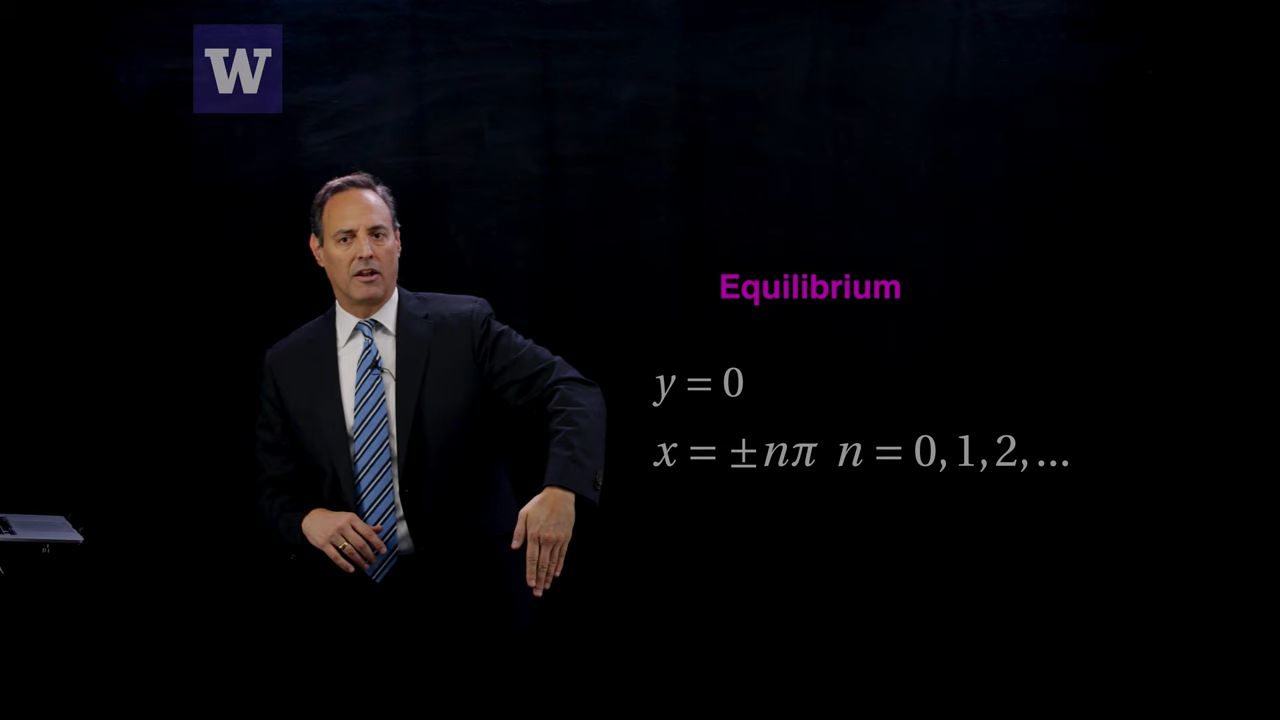 W
Equilibrium
y = 0
x = ±nπ n = 0, 1, 2, ...